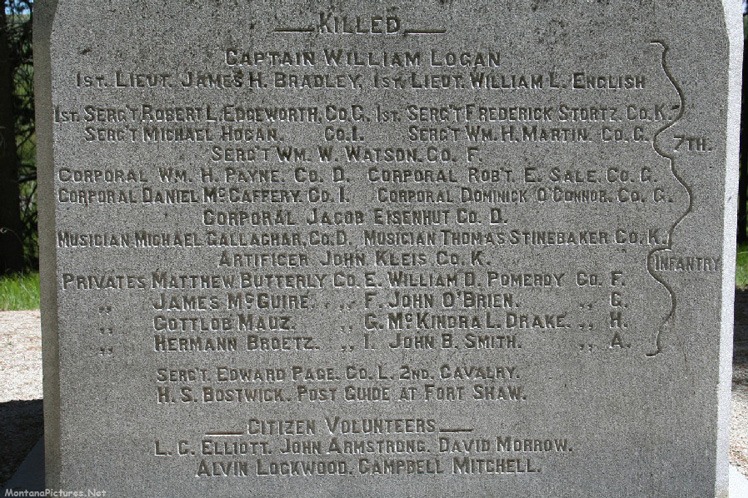 KILLED
CAPTAIN WILLIAM LOGAN
1ST. LIEUT. JAMES H. BRADLEY, 1ST. LIEUT. WILLIAM L. ENGLISH
1ST. SERG'T ROBERT L. EDGEWORTH, CO. G. 1ST. SERG'T FREDERICK STORTZ. CO. K.
SERG'T MICHAEL HOGAN. CO. I. SERG'T WM. H. MARTIN. CO. G.
7TH.
SERG'T WM. W. WATSON. CO. F.
CORPORAL WM. H. PAYNE. CO. D. CORPORAL ROB'T. E. SALE. CO. G.
CORPORAL DANIEL MCCAFFERY. CO. I. CORPORAL DOMINICK O'CONNOR. CO. G.
CORPORAL JACOB EISENHUT CO. D.
MUSICIAN MICHAEL GALLAGHAR, CO. D. MUSICIAN THOMAS STINEBAKER CO. K.
ARTIFICER JOHN KLEIS CO. K.
INFANTRY
PRIVATES MATTHEW BUTTERLY CO. E. WILLIAM D. POMEROY CO. F.
,, JAMES MCGUIRE. ,, F. JOHN O'BRIEN. ,, G.
,, GOTTLOB MAUZ. ,, G. MCKINDRA L. DRAKE. ,, H.
,, HERMANN BROETZ. ,, I. JOHN B. SMITH. ,, A.
SERG'T. EDWARD PAGE. CO. L. 2ND. CAVALRY.
H. S. BOSTWICK. POST GUIDE AT FORT SHAW.
CITIZEN VOLUNTEERS
L. C. ELLIOTT. JOHN ARMSTRONG. DAVID MORROW.
ALVIN LOCKWOOD. CAMPBELL MITCHELL.
MontanaPictures.Net